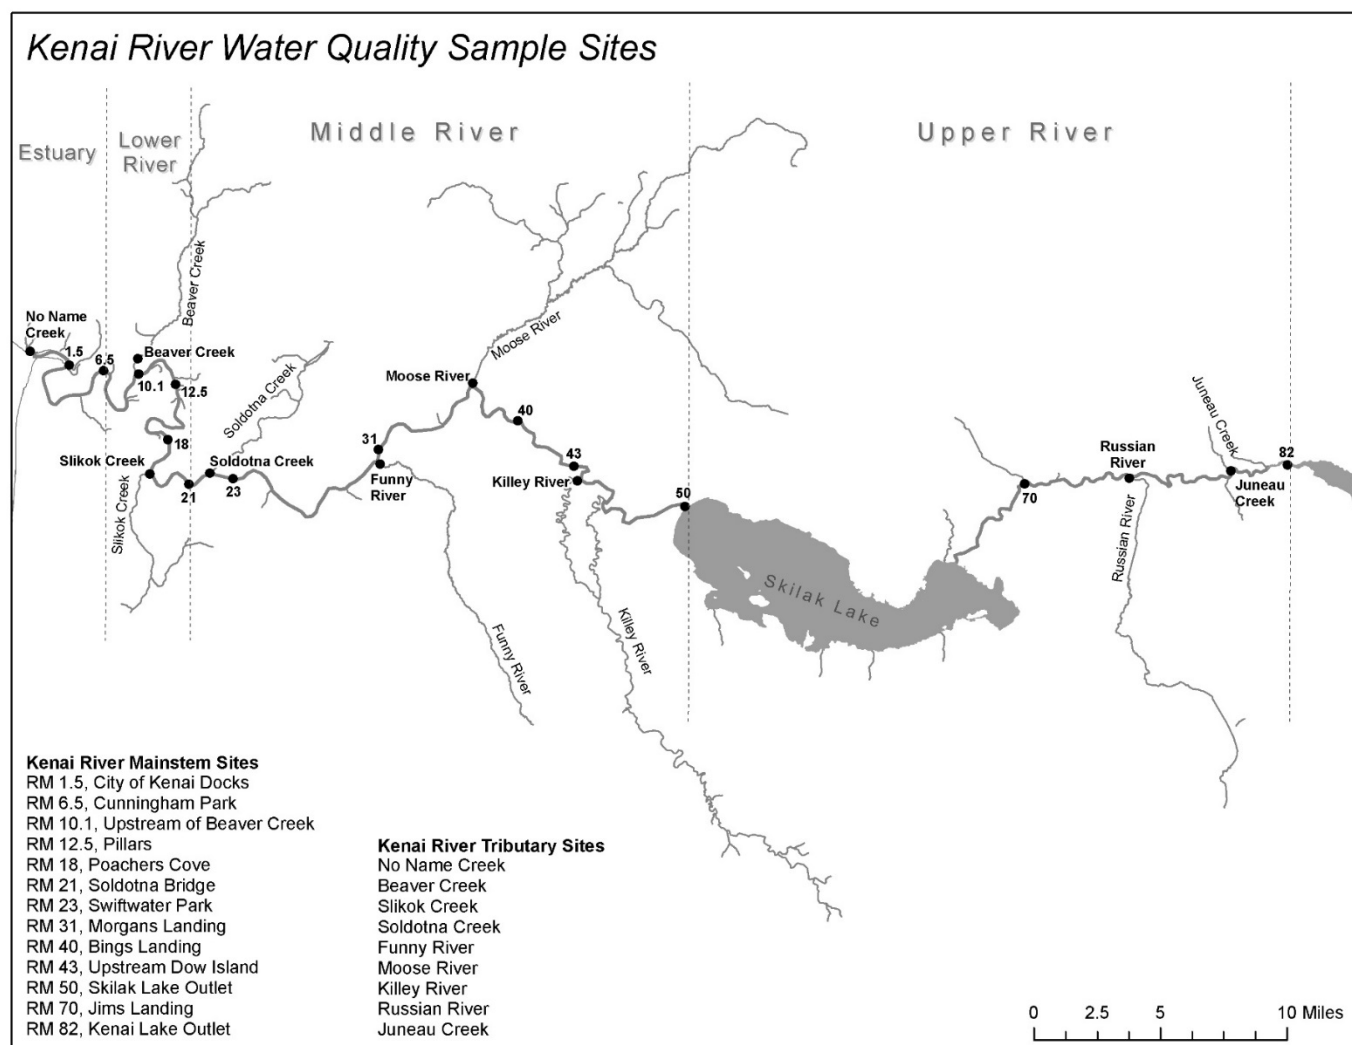 Kenai River Water Quality Sample Sites
Estuary
Lower
River
Middle River
Upper River
No Name
Creek
1.5
6.5
Beaver Creek
Beaver Creek
10.1
12.5
18
Slikok Creek
Slikok Creek
21
Soldotna Creek
Soldotna Creek
23
31
Funny
River
Funny River
Moose River
Moose River
40
43
Killey River
Killey River
50
Skilak Lake
70
Russian
River
Russian River
Juneau Creek
Juneau
Creek
82
Kenai River Mainstem Sites
RM 1.5, City of Kenai Docks
RM 6.5, Cunningham Park
RM 10.1, Upstream of Beaver Creek
RM 12.5, Pillars
RM 18, Poachers Cove
RM 21, Soldotna Bridge
RM 23, Swiftwater Park
RM 31, Morgans Landing
RM 40, Bings Landing
RM 43, Upstream Dow Island
RM 50, Skilak Lake Outlet
RM 70, Jims Landing
RM 82, Kenai Lake Outlet
Kenai River Tributary Sites
No Name Creek
Beaver Creek
Slikok Creek
Soldotna Creek
Funny River
Moose River
Killey River
Russian River
Juneau Creek
0 2.5 5 10 Miles